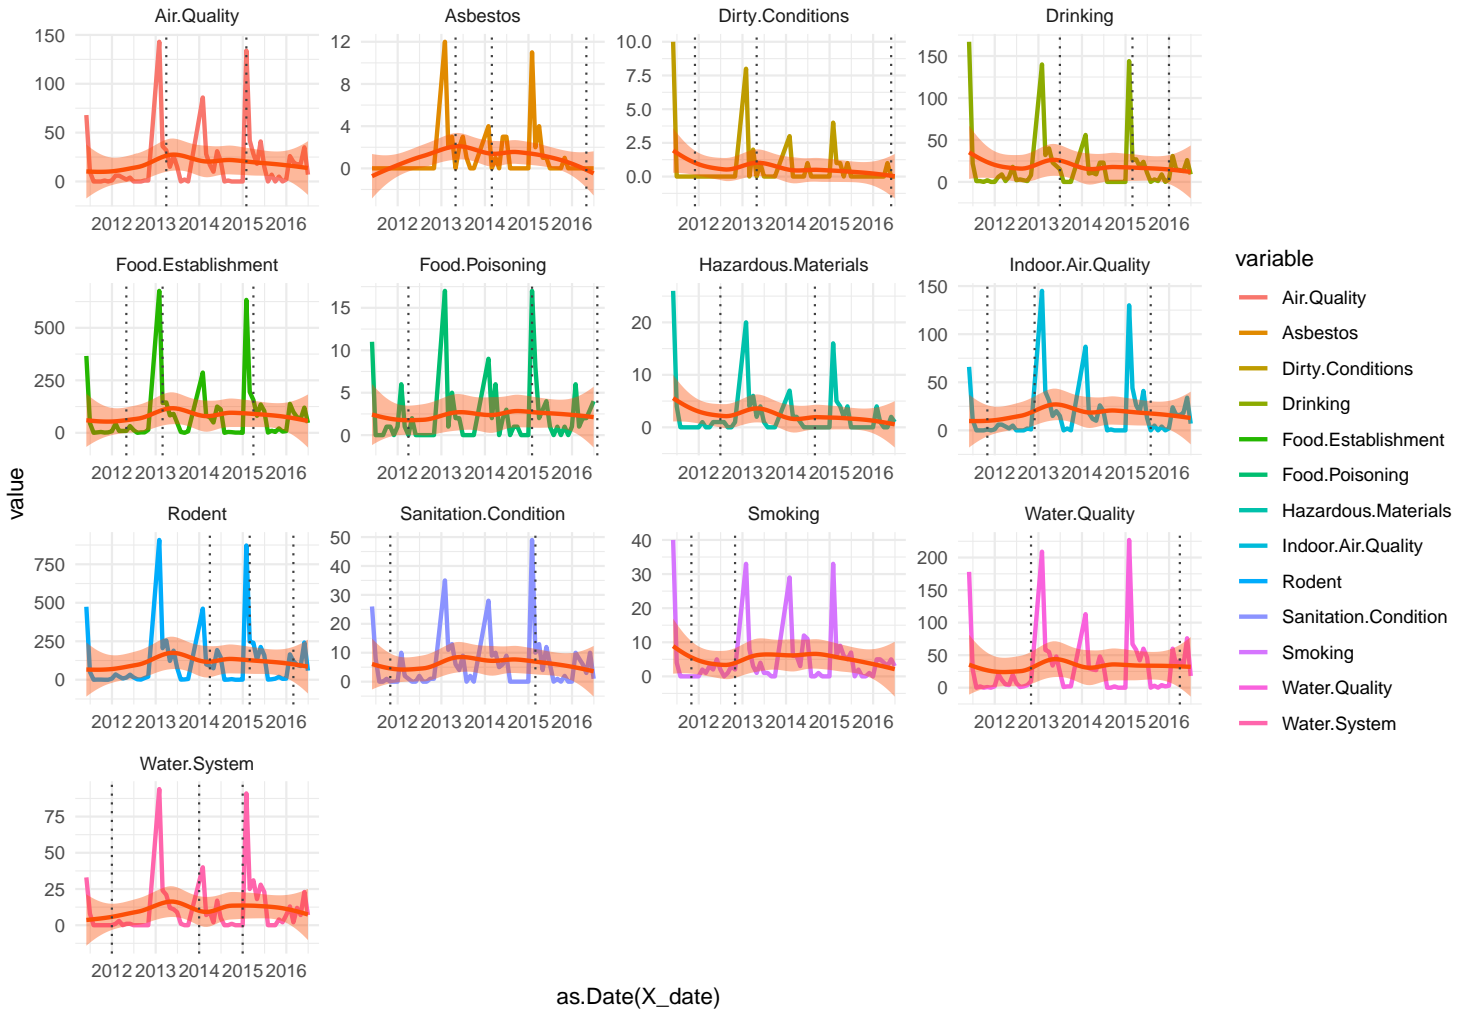 Air.Quality
Asbestos
Dirty.Conditions
Drinking
150
100
50
0
12
8
4
0
10.0
7.5
5.0
2.5
0.0
150
100
50
0
2012 2013 2014 2015 2016
2012 2013 2014 2015 2016
2012 2013 2014 2015 2016
2012 2013 2014 2015 2016
Food.Establishment
Food.Poisoning
Hazardous.Materials
Indoor.Air.Quality
500
250
0
15
10
5
0
20
10
0
150
100
50
0
2012 2013 2014 2015 2016
2012 2013 2014 2015 2016
2012 2013 2014 2015 2016
2012 2013 2014 2015 2016
value
Rodent
Sanitation.Condition
Smoking
Water.Quality
750
500
250
0
50
40
30
20
10
0
40
30
20
10
0
200
150
100
50
0
2012 2013 2014 2015 2016
2012 2013 2014 2015 2016
2012 2013 2014 2015 2016
2012 2013 2014 2015 2016
Water.System
75
50
25
0
2012 2013 2014 2015 2016
as.Date(X_date)
variable
Air.Quality
Asbestos
Dirty.Conditions
Drinking
Food.Establishment
Food.Poisoning
Hazardous.Materials
Indoor.Air.Quality
Rodent
Sanitation.Condition
Smoking
Water.Quality
Water.System